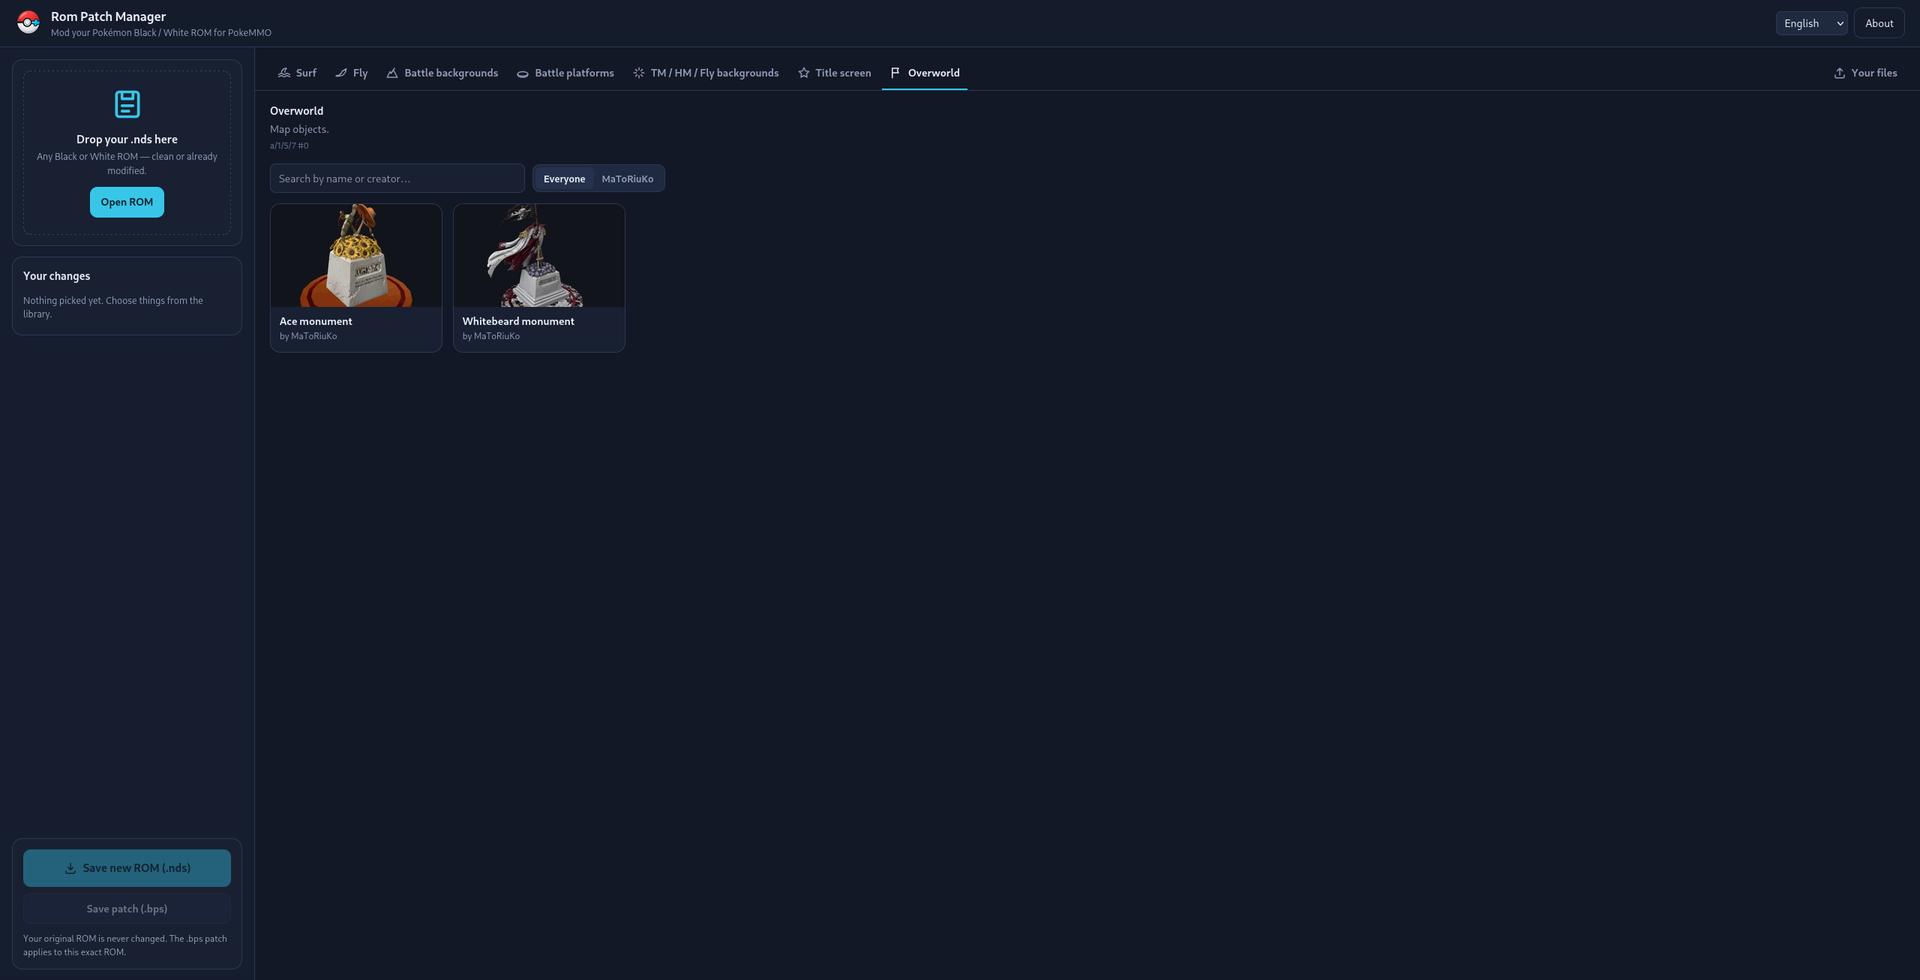 Rom Patch Manager
Mod your Pokémon Black / White ROM for PokeMMO
English
About
Drop your .nds here
Any Black or White ROM — clean or already
modified.
Open ROM
Your changes
Nothing picked yet. Choose things from the
library.
Save new ROM (.nds)
Save patch (.bps)
Your original ROM is never changed. The .bps patch
applies to this exact ROM.
Surf
Fly
Battle backgrounds
Battle platforms
TM / HM / Fly backgrounds
Title screen
Overworld
Your files
Overworld
Map objects.
a/1/5/7 #0
Search by name or creator…
Everyone
MaToRiuKo
Ace monument
by MaToRiuKo
Whitebeard monument
by MaToRiuKo